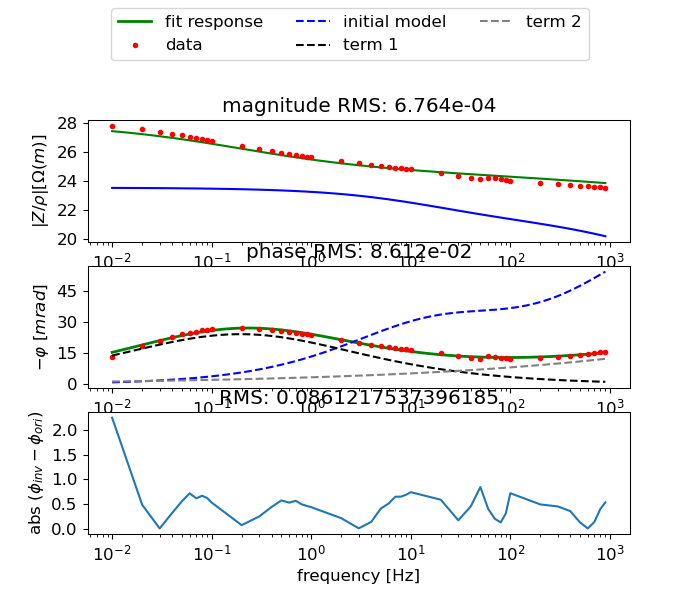 fit response
data
initial model
term 1
term 2
magnitude RMS: 6.764e-04
28
26
24
22
20
|Z/ρ|[Ω(m)]
10⁻² 10⁻¹ 10⁰ 10¹ 10² 10³
phase RMS: 8.612e-02
45
30
15
0
−φ [mrad]
10⁻² 10⁻¹ 10⁰ 10¹ 10² 10³
RMS: 0.0861217537396185
2.0
1.5
1.0
0.5
0.0
abs (ϕ_inv − ϕ_ori)
10⁻² 10⁻¹ 10⁰ 10¹ 10² 10³
frequency [Hz]